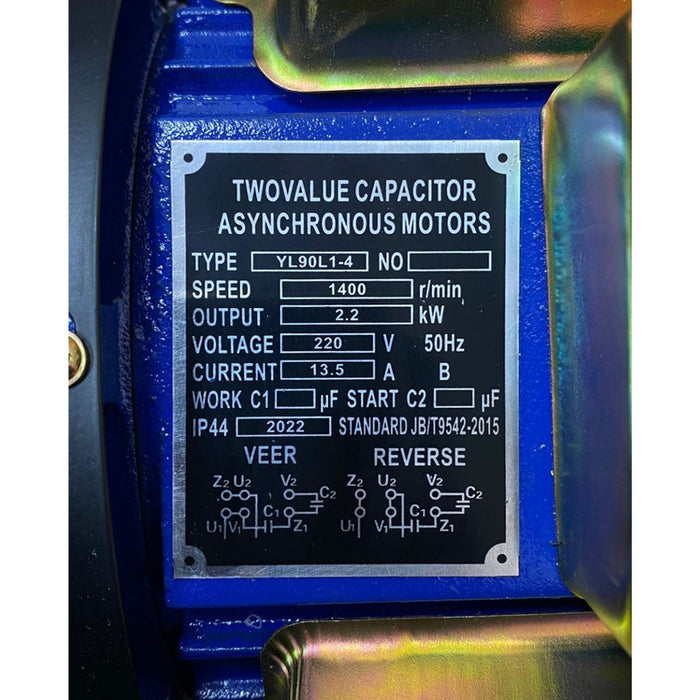 TWOVALUE CAPACITOR
ASYNCHRONOUS MOTORS
TYPE YL90L1-4 NO
SPEED 1400 r/min
OUTPUT 2.2 kW
VOLTAGE 220 V 50Hz
CURRENT 13.5 A B
WORK C1 μF START C2 μF
IP44 2022 STANDARD JB/T9542-2015
VEER REVERSE
Z2 U2 V2 C2 Z2 U2 V2 C2
C1 C1
U1 V1 Z1 U1 V1 Z1